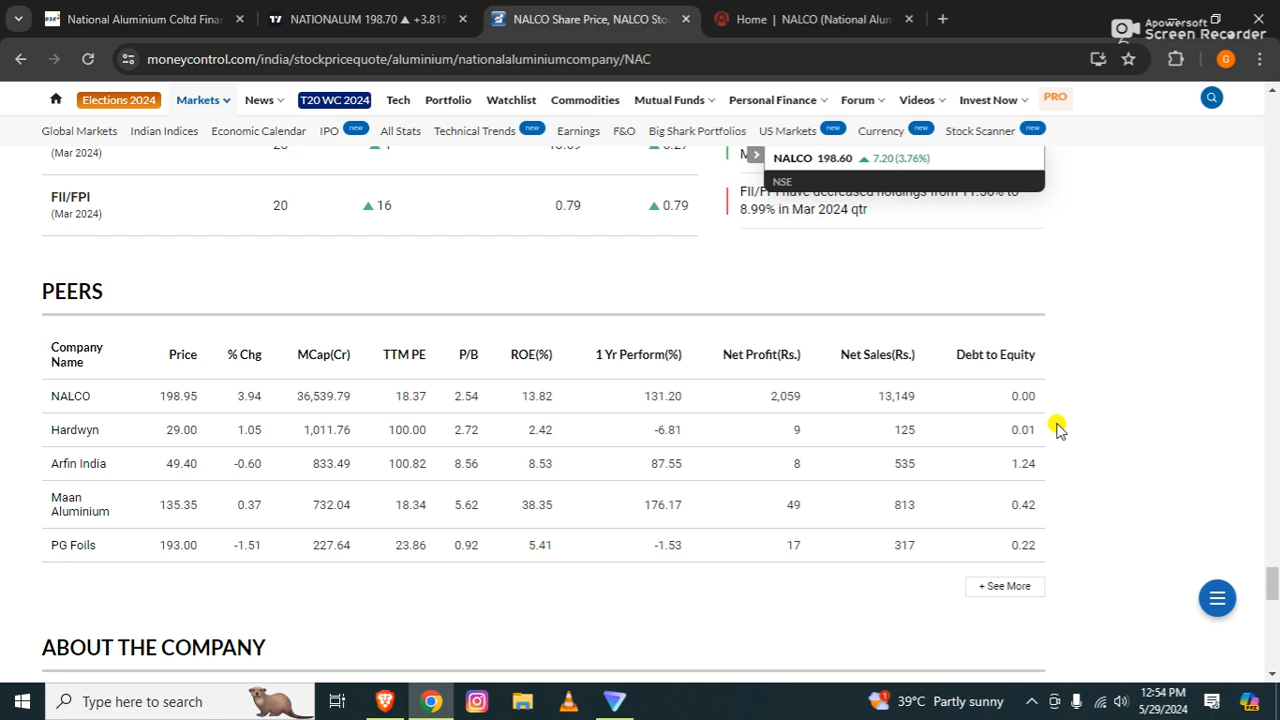 National Aluminium Coltd Finar
NATIONALUM 198.70 ▲ +3.81%
NALCO Share Price, NALCO Sto
Home | NALCO (National Alum
Apowersoft
Screen Recorder
moneycontrol.com/india/stockpricequote/aluminium/nationalaluminiumcompany/NAC
G
Elections 2024 Markets News T20 WC 2024 Tech Portfolio Watchlist Commodities Mutual Funds Personal Finance Forum Videos Invest Now PRO
Global Markets Indian Indices Economic Calendar IPO new All Stats Technical Trends new Earnings F&O Big Shark Portfolios US Markets new Currency new Stock Scanner new
(Mar 2024)
NALCO 198.60 ▲ 7.20 (3.76%)
NSE
FII/FPI 20 ▲ 16 0.79 ▲ 0.79
(Mar 2024)
8.99% in Mar 2024 qtr
PEERS
Company Name Price % Chg MCap(Cr) TTM PE P/B ROE(%) 1 Yr Perform(%) Net Profit(Rs.) Net Sales(Rs.) Debt to Equity
NALCO 198.95 3.94 36,539.79 18.37 2.54 13.82 131.20 2,059 13,149 0.00
Hardwyn 29.00 1.05 1,011.76 100.00 2.72 2.42 -6.81 9 125 0.01
Arfin India 49.40 -0.60 833.49 100.82 8.56 8.53 87.55 8 535 1.24
Maan Aluminium 135.35 0.37 732.04 18.34 5.62 38.35 176.17 49 813 0.42
PG Foils 193.00 -1.51 227.64 23.86 0.92 5.41 -1.53 17 317 0.22
+ See More
ABOUT THE COMPANY
Type here to search
1
39°C Partly sunny
12:54 PM
5/29/2024